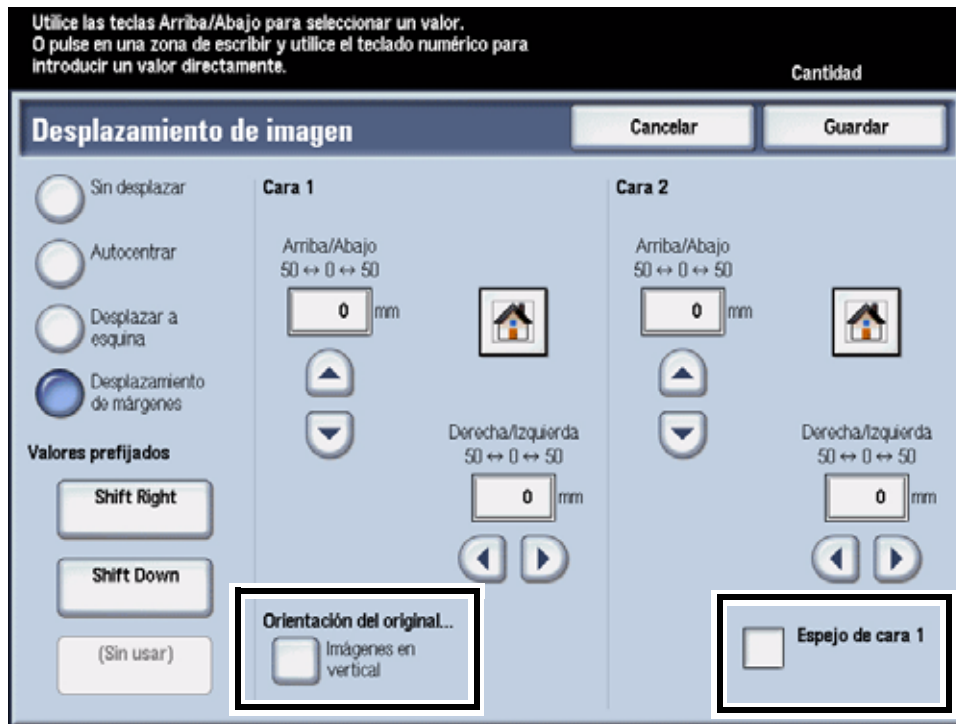 Utilice las teclas Arriba/Abajo para seleccionar un valor.
O pulse en una zona de escribir y utilice el teclado numérico para
introducir un valor directamente.
Cantidad
Desplazamiento de imagen
Cancelar
Guardar
Sin desplazar
Autocentrar
Desplazar a
esquina
Desplazamiento
de márgenes
Valores prefijados
Shift Right
Shift Down
(Sin usar)
Cara 1
Arriba/Abajo
50 ↔ 0 ↔ 50
0 mm
Derecha/Izquierda
50 ↔ 0 ↔ 50
0 mm
Orientación del original...
Imágenes en
vertical
Cara 2
Arriba/Abajo
50 ↔ 0 ↔ 50
0 mm
Derecha/Izquierda
50 ↔ 0 ↔ 50
0 mm
Espejo de cara 1